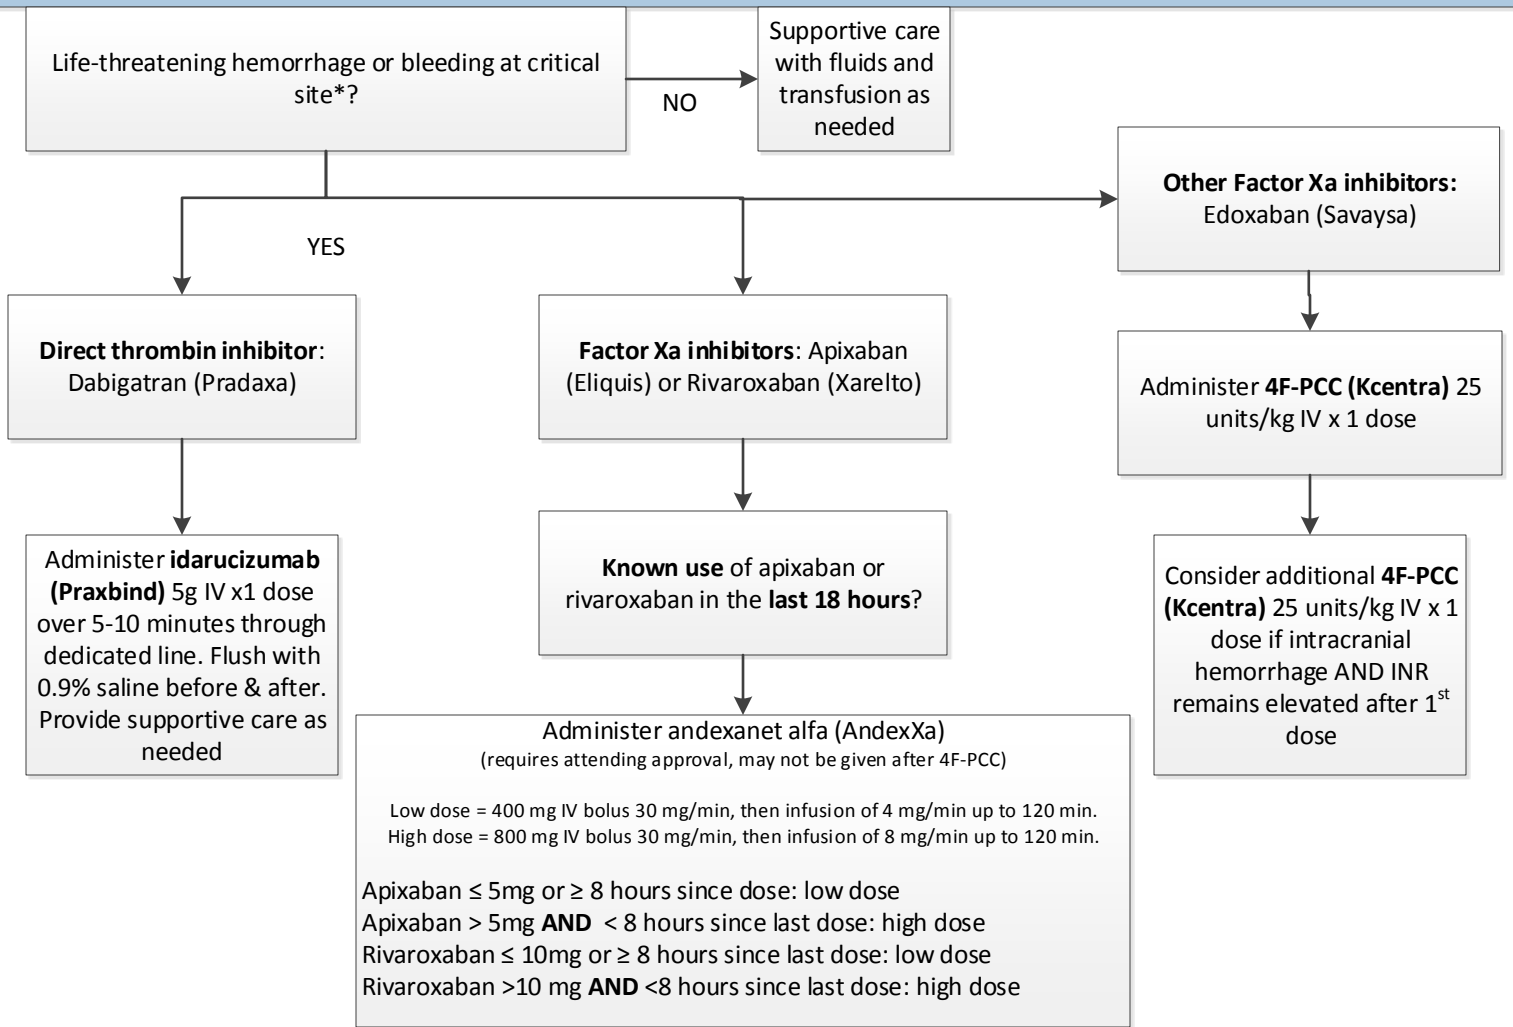 Life-threatening hemorrhage or bleeding at critical
site*?
NO
Supportive care
with fluids and
transfusion as
needed
YES
Direct thrombin inhibitor:
Dabigatran (Pradaxa)
Administer idarucizumab
(Praxbind) 5g IV x1 dose
over 5-10 minutes through
dedicated line. Flush with
0.9% saline before & after.
Provide supportive care as
needed
Factor Xa inhibitors: Apixaban
(Eliquis) or Rivaroxaban (Xarelto)
Known use of apixaban or
rivaroxaban in the last 18 hours?
Administer andexanet alfa (AndexXa)
(requires attending approval, may not be given after 4F-PCC)
Low dose = 400 mg IV bolus 30 mg/min, then infusion of 4 mg/min up to 120 min.
High dose = 800 mg IV bolus 30 mg/min, then infusion of 8 mg/min up to 120 min.
Apixaban ≤ 5mg or ≥ 8 hours since dose: low dose
Apixaban > 5mg AND < 8 hours since last dose: high dose
Rivaroxaban ≤ 10mg or ≥ 8 hours since last dose: low dose
Rivaroxaban >10 mg AND <8 hours since last dose: high dose
Other Factor Xa inhibitors:
Edoxaban (Savaysa)
Administer 4F-PCC (Kcentra) 25
units/kg IV x 1 dose
Consider additional 4F-PCC
(Kcentra) 25 units/kg IV x 1
dose if intracranial
hemorrhage AND INR
remains elevated after 1st
dose